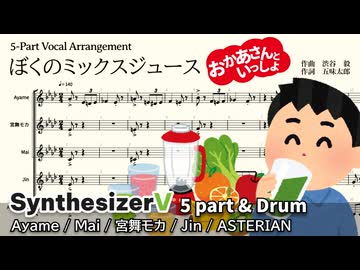 5-Part Vocal Arrangement
ぼくのミックスジュース
おかあさんと
いっしょ
作曲 渋谷 毅
作詞 五味太郎
♩= 140
Ayame
宮舞モカ
Mai
Jin
Synthesizer V 5 part & Drum
Ayame / Mai / 宮舞モカ / Jin / ASTERIAN